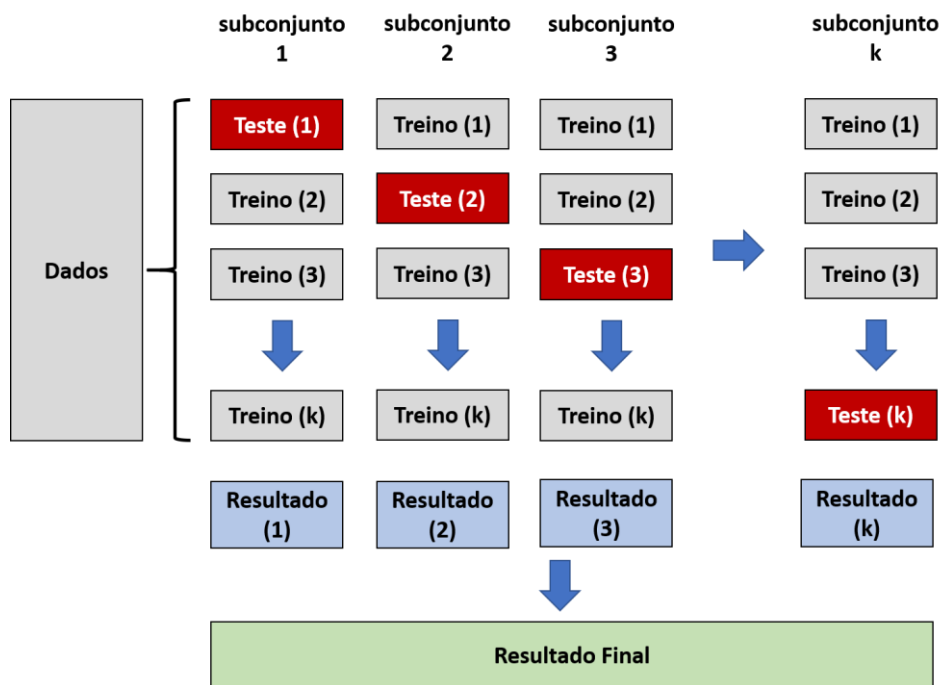 subconjunto
1
subconjunto
2
subconjunto
3
subconjunto
k
Dados
Teste (1)
Treino (1)
Treino (1)
Treino (1)
Treino (2)
Teste (2)
Treino (2)
Treino (2)
Treino (3)
Treino (3)
Teste (3)
Treino (3)
Treino (k)
Treino (k)
Treino (k)
Teste (k)
Resultado
(1)
Resultado
(2)
Resultado
(3)
Resultado
(k)
Resultado Final